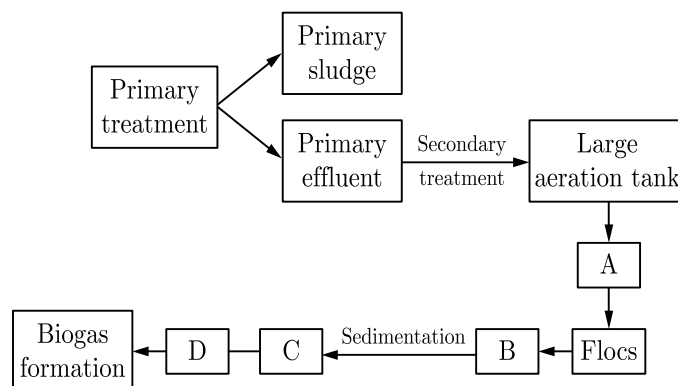 Primary
sludge
Primary
treatment
Primary
effluent
Secondary
treatment
Large
aeration tank
A
Flocs
B
Sedimentation
C
D
Biogas
formation